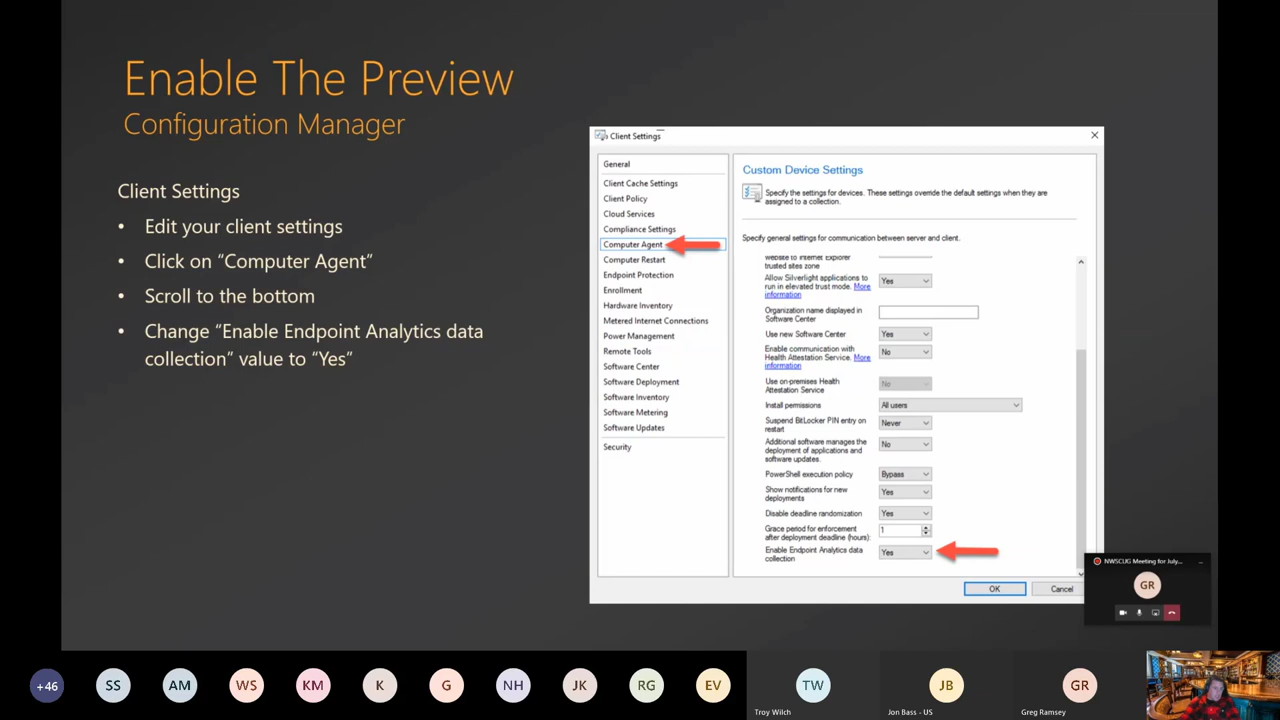 Enable The Preview
Configuration Manager
Client Settings
• Edit your client settings
• Click on “Computer Agent”
• Scroll to the bottom
• Change “Enable Endpoint Analytics data
collection“ value to “Yes”
Client Settings
General
Client Cache Settings
Client Policy
Cloud Services
Compliance Settings
Computer Agent
Computer Restart
Endpoint Protection
Enrollment
Hardware Inventory
Metered Internet Connections
Power Management
Remote Tools
Software Center
Software Deployment
Software Inventory
Software Metering
Software Updates
Security
Custom Device Settings
Specify the settings for devices. These settings override the default settings when they are
assigned to a collection.
Specify general settings for communication between server and client.
website to Internet Explorer
trusted sites zone
Allow Silverlight applications to
run in elevated trust mode. More
information
Yes
Organization name displayed in
Software Center
Use new Software Center
Yes
Enable communication with
Health Attestation Service. More
information
No
Use on-premises Health
Attestation Service
No
Install permissions
All users
Suspend BitLocker PIN entry on
restart
Never
Additional software manages the
deployment of applications and
software updates.
No
PowerShell execution policy
Bypass
Show notifications for new
deployments
Yes
Disable deadline randomization
Yes
Grace period for enforcement
after deployment deadline (hours):
1
Enable Endpoint Analytics data
collection
Yes
OK
Cancel
NWSCUG Meeting for July...
GR
+46
SS
AM
WS
KM
K
G
NH
JK
RG
EV
TW
Troy Wilch
JB
Jon Bass - US
GR
Greg Ramsey